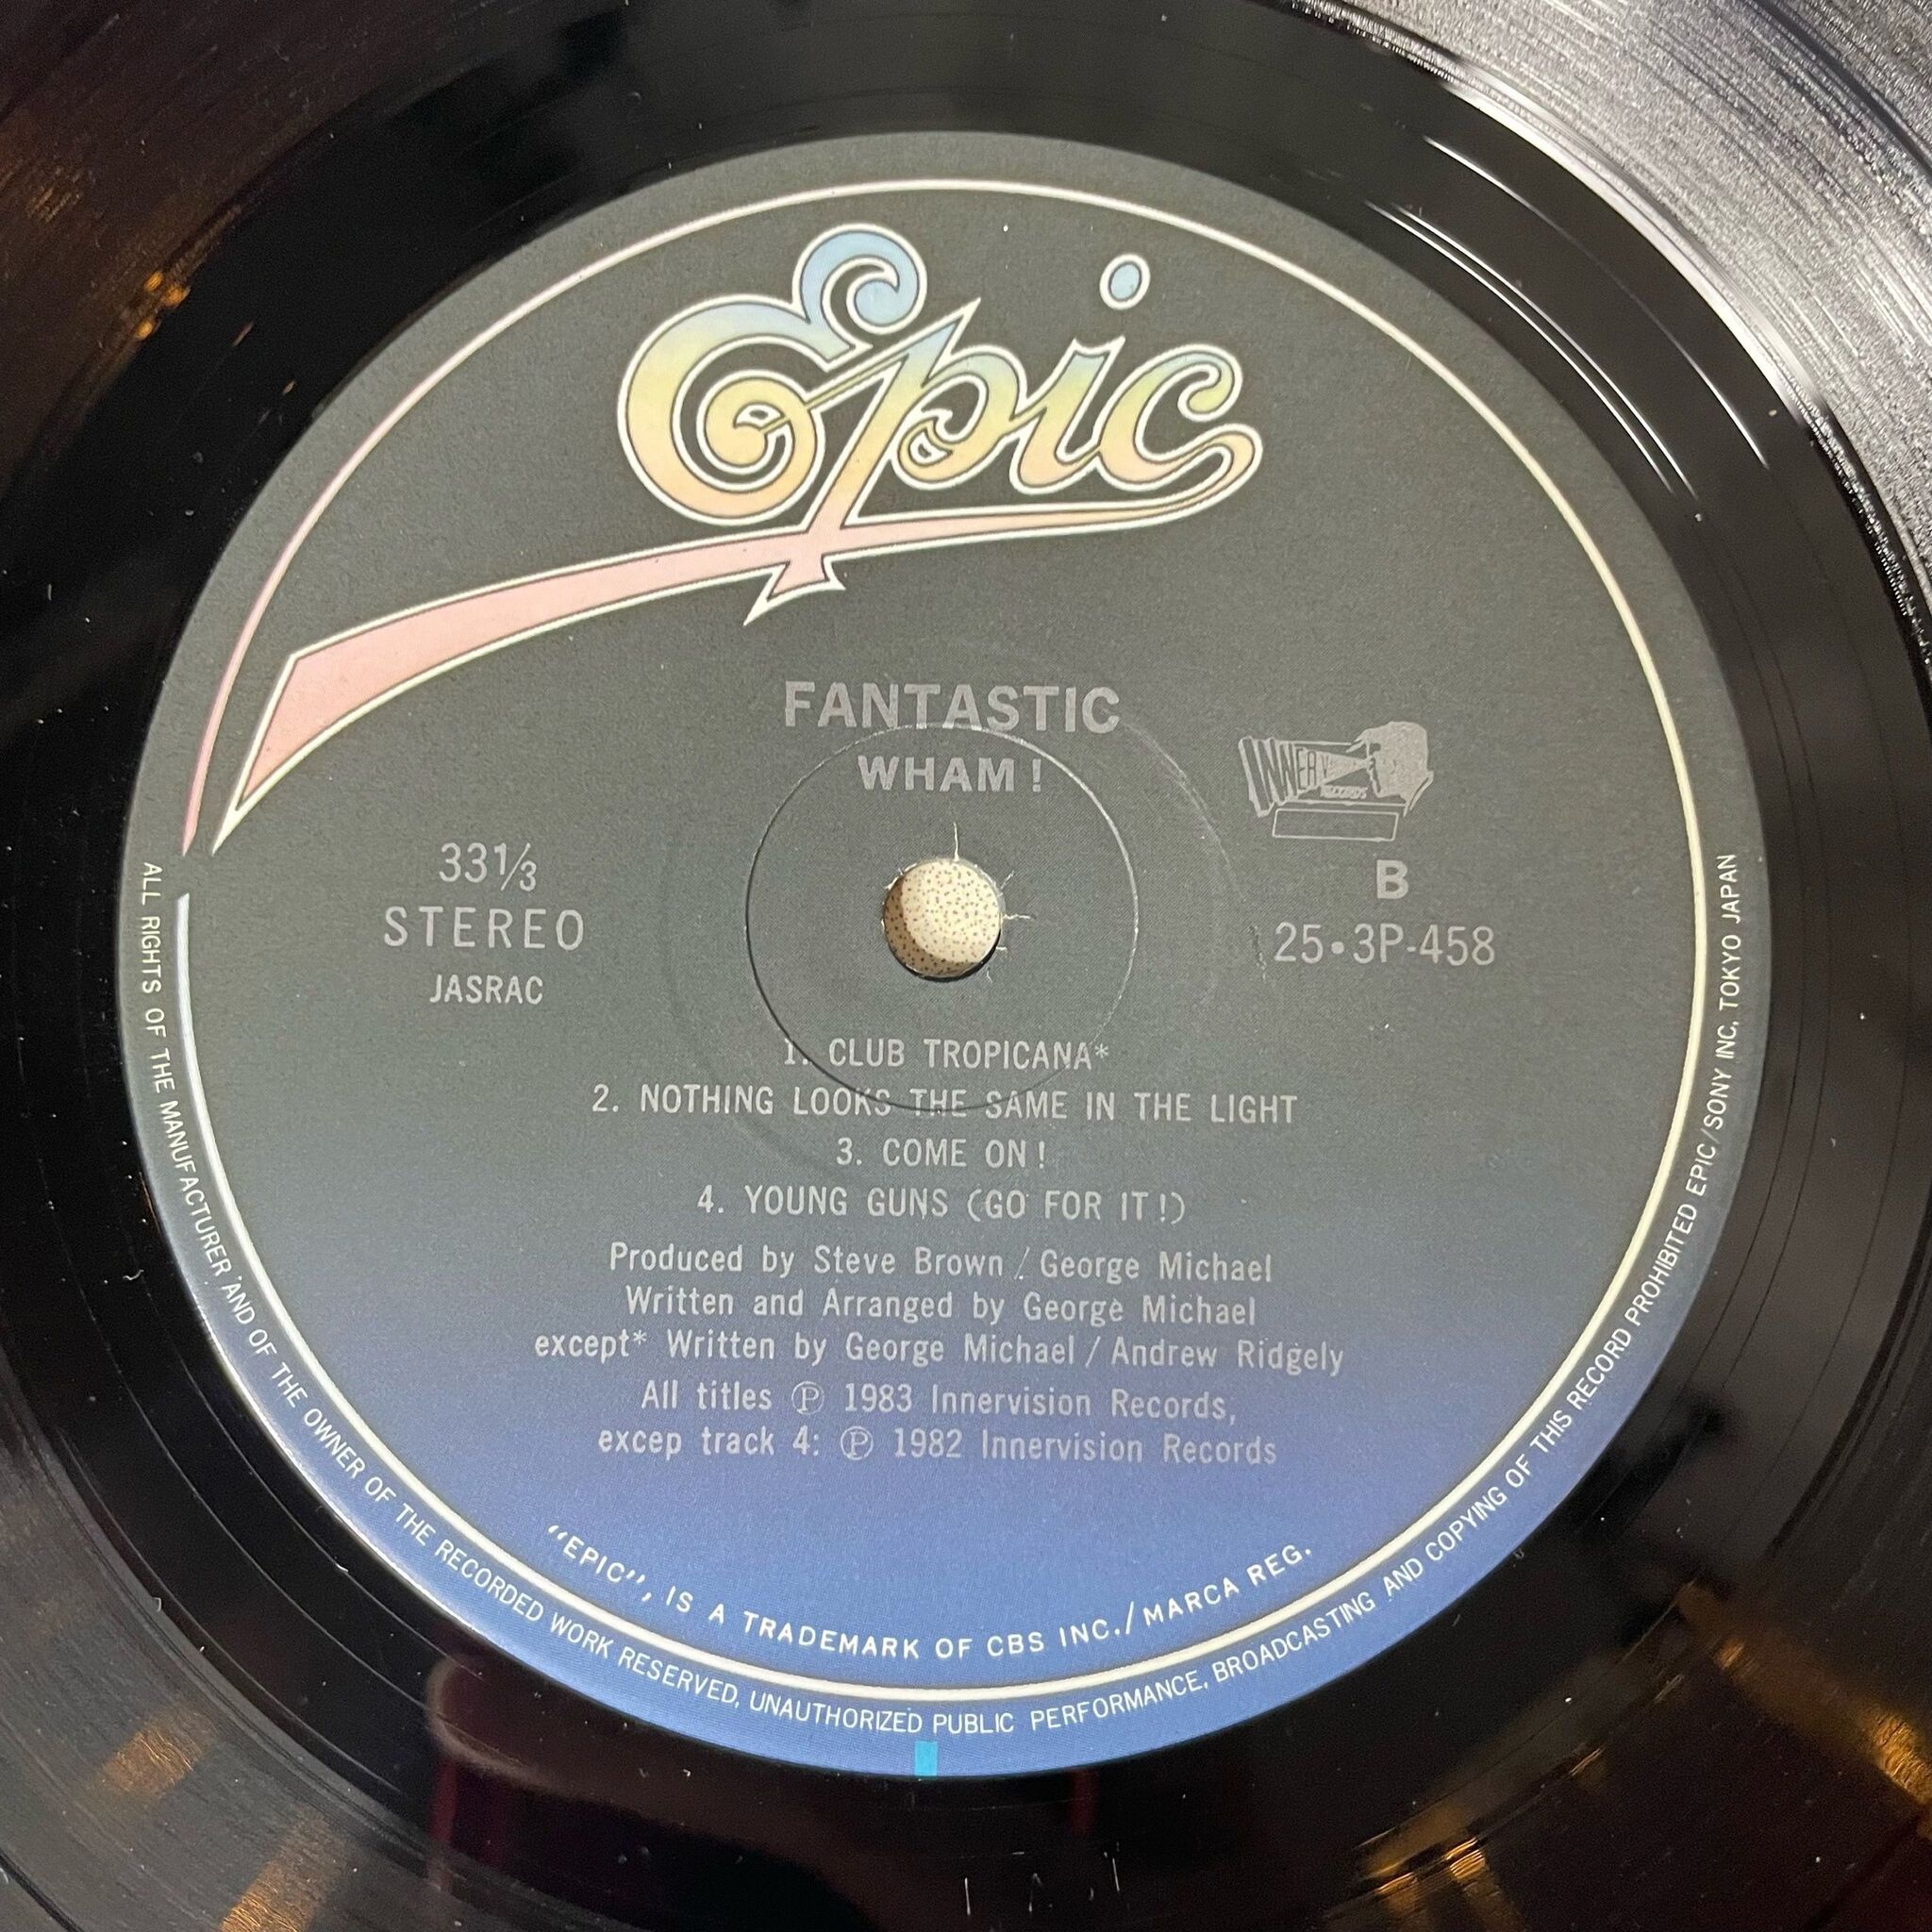 Epic
FANTASTIC
WHAM!
INNERV
RECORDS
33⅓
STEREO
JASRAC
B
25•3P-458
1. CLUB TROPICANA*
2. NOTHING LOOKS THE SAME IN THE LIGHT
3. COME ON!
4. YOUNG GUNS (GO FOR IT!)
Produced by Steve Brown / George Michael
Written and Arranged by George Michael
except* Written by George Michael / Andrew Ridgely
All titles Ⓟ 1983 Innervision Records,
excep track 4: Ⓟ 1982 Innervision Records
“EPIC”, IS A TRADEMARK OF CBS INC./MARCA REG.
ALL RIGHTS OF THE MANUFACTURER AND OF THE OWNER OF THE RECORDED WORK RESERVED, UNAUTHORIZED PUBLIC PERFORMANCE, BROADCASTING AND COPYING OF THIS RECORD PROHIBITED EPIC/SONY INC. TOKYO JAPAN